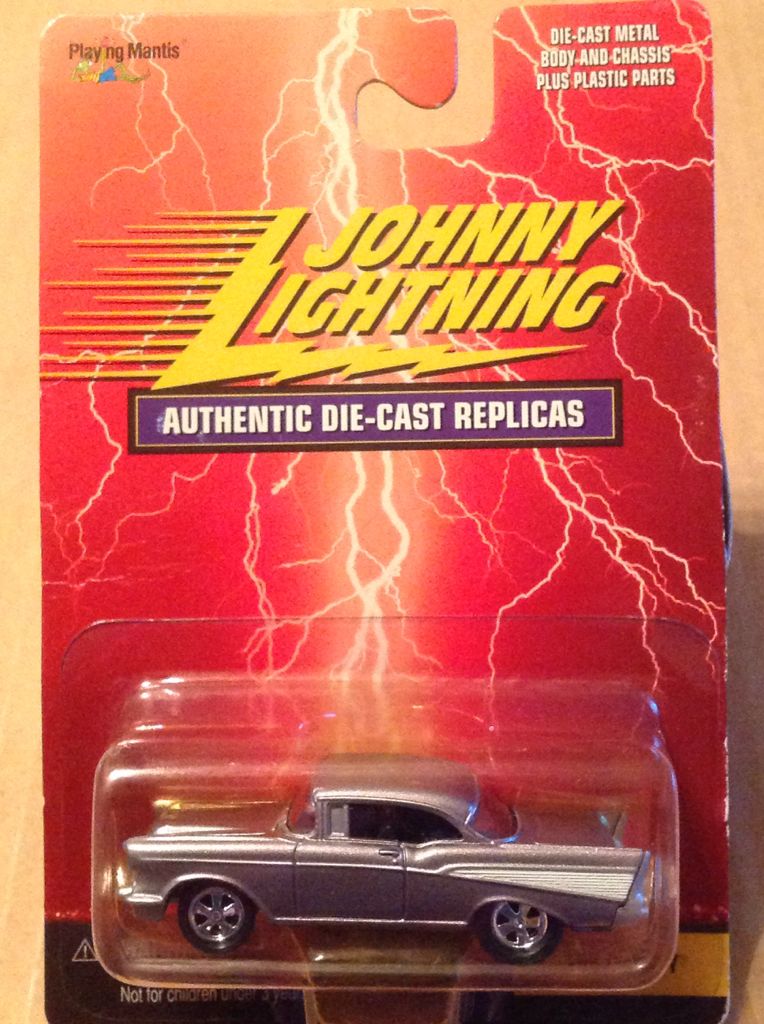 Playing Mantis
DIE-CAST METAL
BODY AND CHASSIS
PLUS PLASTIC PARTS
JOHNNY
LIGHTNING
AUTHENTIC DIE-CAST REPLICAS
Not for children under 3